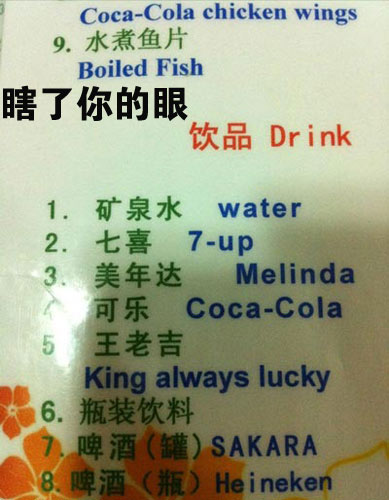 Coca-Cola chicken wings
9. 水煮鱼片
Boiled Fish
瞎了你的眼
饮品 Drink
1. 矿泉水 water
2. 七喜 7-up
3. 美年达 Melinda
4. 可乐 Coca-Cola
5. 王老吉
King always lucky
6. 瓶装饮料
7. 啤酒(罐) SAKARA
8. 啤酒（瓶）Heineken